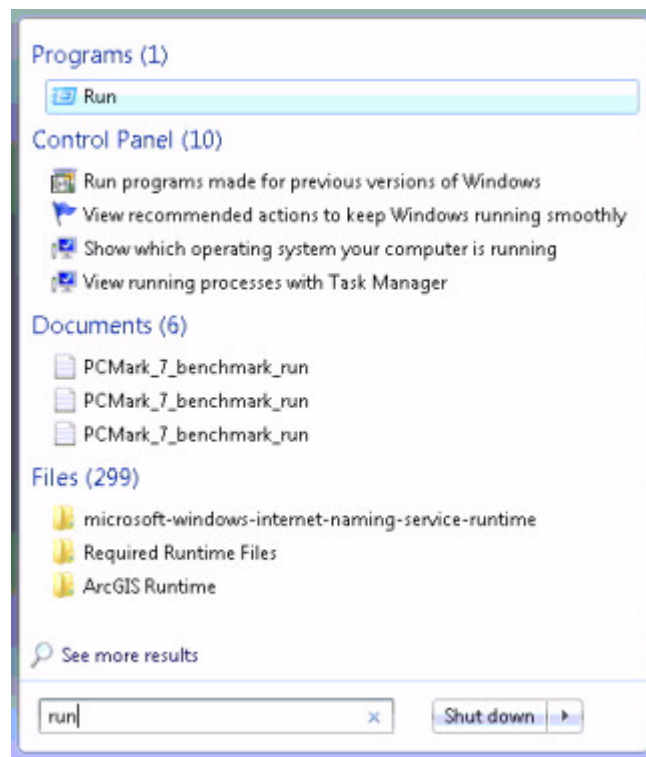 Programs (1)
Run
Control Panel (10)
Run programs made for previous versions of Windows
View recommended actions to keep Windows running smoothly
Show which operating system your computer is running
View running processes with Task Manager
Documents (6)
PCMark_7_benchmark_run
PCMark_7_benchmark_run
PCMark_7_benchmark_run
Files (299)
microsoft-windows-internet-naming-service-runtime
Required Runtime Files
ArcGIS Runtime
See more results
run
Shut down